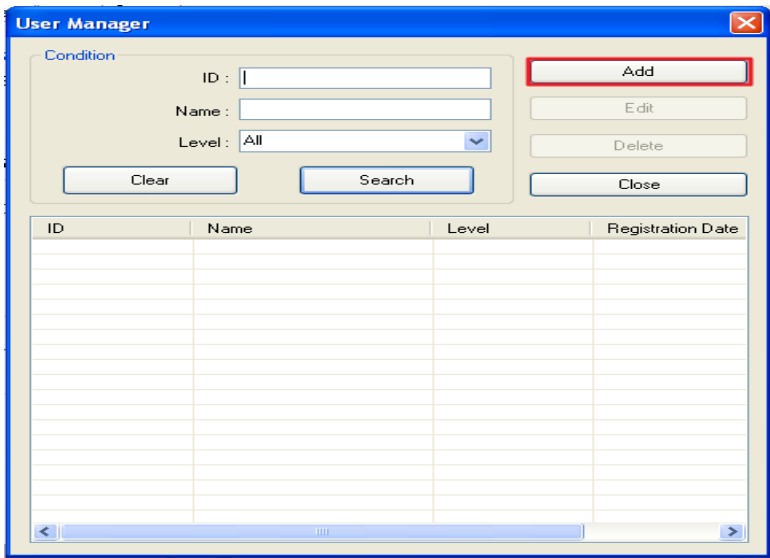 User Manager
Condition
ID :
Name :
Level : All
Clear Search
Add
Edit
Delete
Close
ID Name Level Registration Date